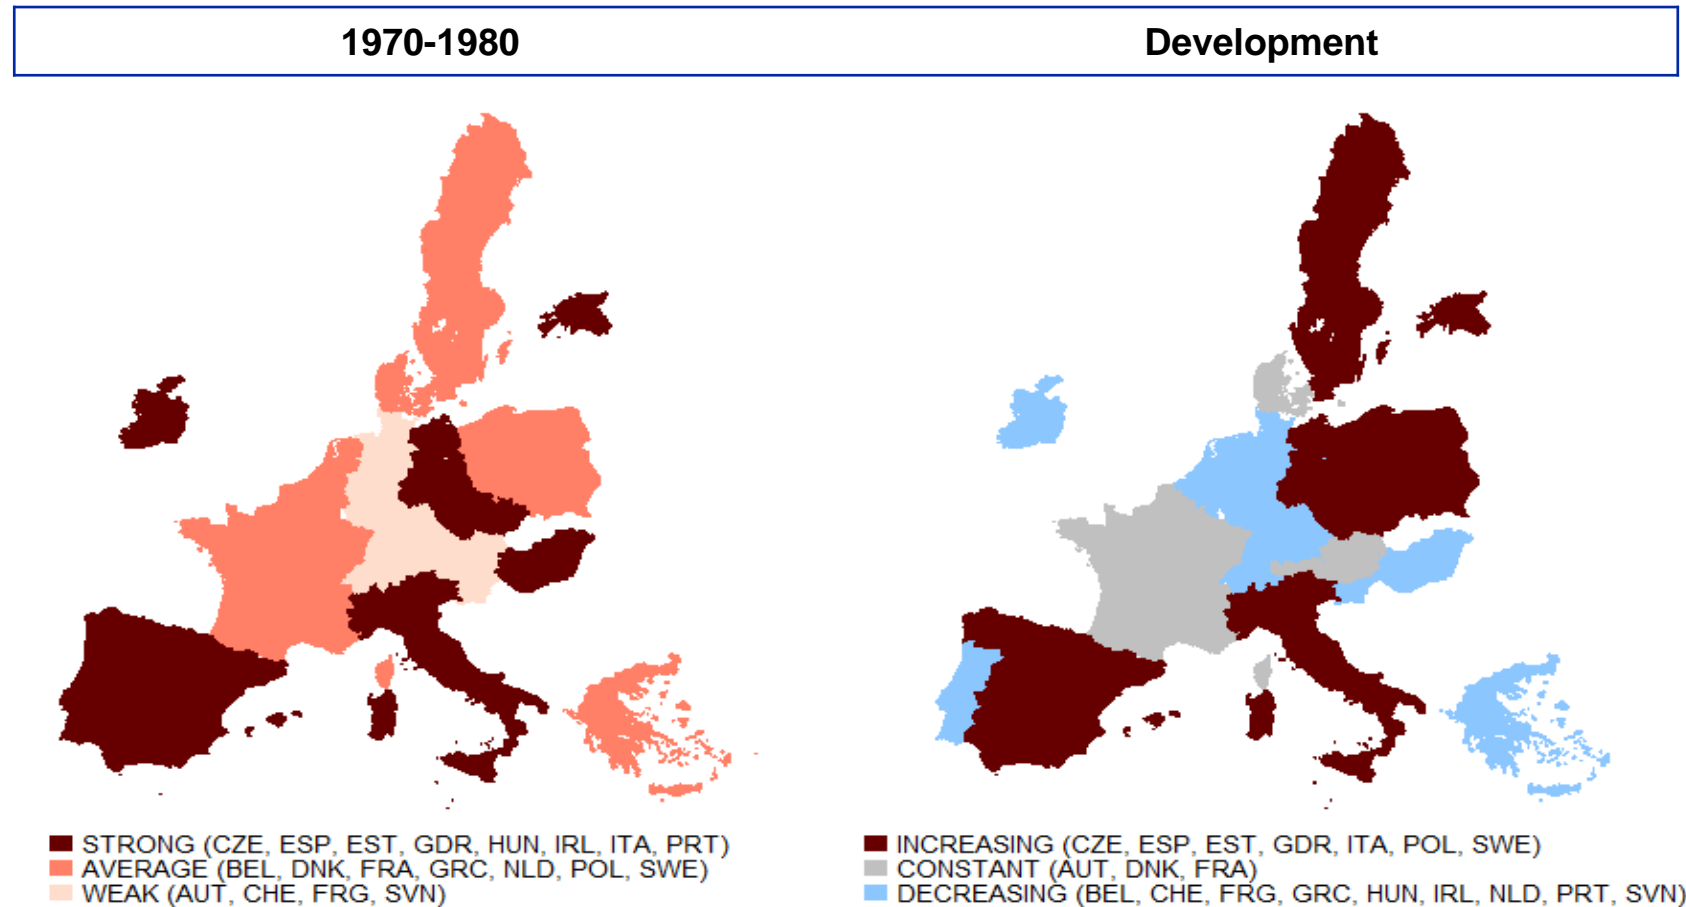 1970-1980
Development
STRONG (CZE, ESP, EST, GDR, HUN, IRL, ITA, PRT)
AVERAGE (BEL, DNK, FRA, GRC, NLD, POL, SWE)
WEAK (AUT, CHE, FRG, SVN)
INCREASING (CZE, ESP, EST, GDR, ITA, POL, SWE)
CONSTANT (AUT, DNK, FRA)
DECREASING (BEL, CHE, FRG, GRC, HUN, IRL, NLD, PRT, SVN)